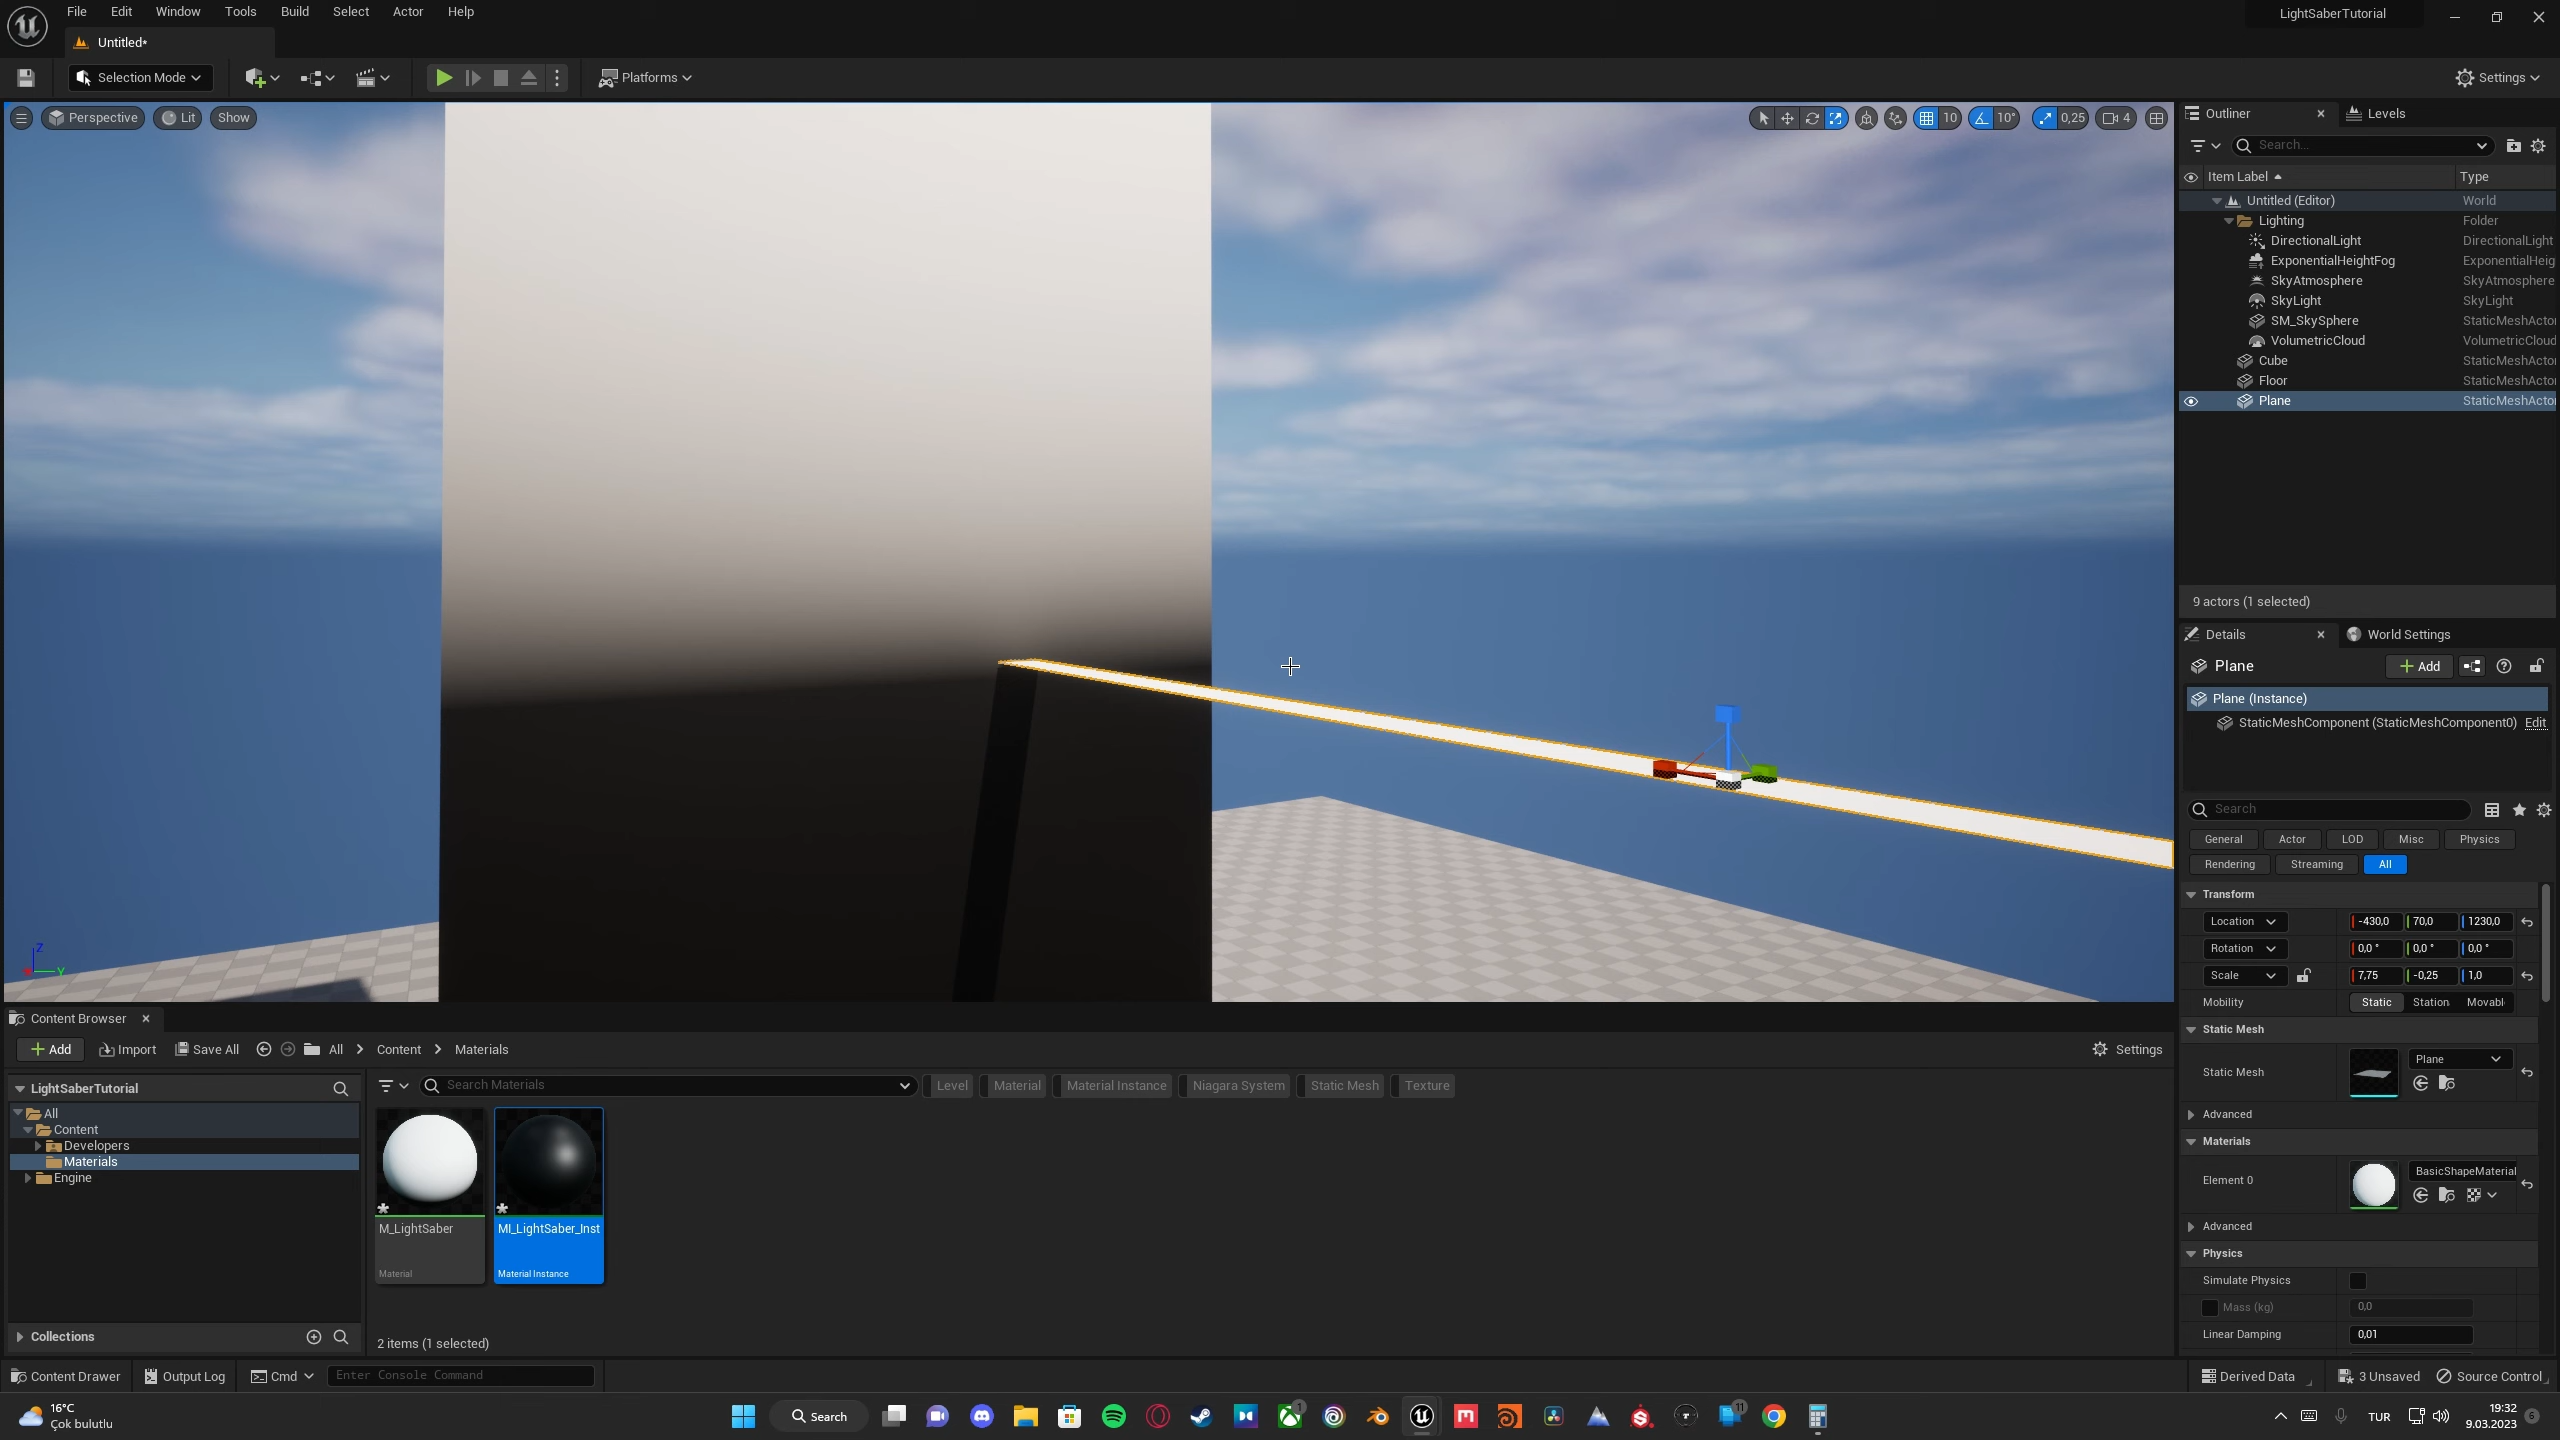 File Edit Window Tools Build Select Actor Help
LightSaberTutorial
Untitled*
Selection Mode
Platforms
Settings
Perspective Lit Show
10 10° 0,25 4
Outliner
Levels
Search...
Item Label Type
Untitled (Editor) World
Lighting Folder
DirectionalLight DirectionalLight
ExponentialHeightFog ExponentialHeig
SkyAtmosphere SkyAtmosphere
SkyLight SkyLight
SM_SkySphere StaticMeshActo
VolumetricCloud VolumetricCloud
Cube StaticMeshActo
Floor StaticMeshActo
Plane StaticMeshActo
9 actors (1 selected)
Details
World Settings
Plane
Add
Plane (Instance)
StaticMeshComponent (StaticMeshComponent0) Edit
Search
General Actor LOD Misc Physics
Rendering Streaming All
Transform
Location -430,0 70,0 1230,0
Rotation 0,0 ° 0,0 ° 0,0 °
Scale 7,75 -0,25 1,0
Mobility Static Station Movabl
Static Mesh
Static Mesh Plane
Advanced
Materials
Element 0 BasicShapeMaterial
Advanced
Physics
Simulate Physics
Mass (kg) 0,0
Linear Damping 0,01
z
y
Content Browser
Add Import Save All All Content Materials
Settings
LightSaberTutorial
All
Content
Developers
Materials
Engine
Collections
Search Materials
Level Material Material Instance Niagara System Static Mesh Texture
M_LightSaber
Material
MI_LightSaber_Inst
Material Instance
2 items (1 selected)
Content Drawer Output Log Cmd Enter Console Command
Derived Data 3 Unsaved Source Control
16°C
Çok bulutlu
Search
1
11
TUR
19:32
9.03.2023
6